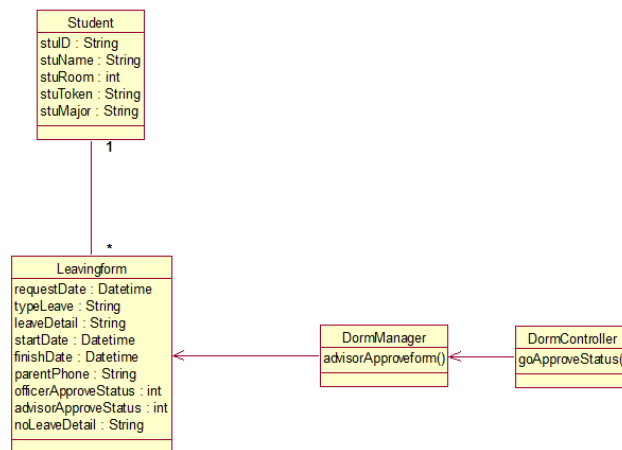 Student
stuID : String
stuName : String
stuRoom : int
stuToken : String
stuMajor : String
1
*
Leavingform
requestDate : Datetime
typeLeave : String
leaveDetail : String
startDate : Datetime
finishDate : Datetime
parentPhone : String
officerApproveStatus : int
advisorApproveStatus : int
noLeaveDetail : String
DormManager
advisorApproveform()
DormController
goApproveStatus(